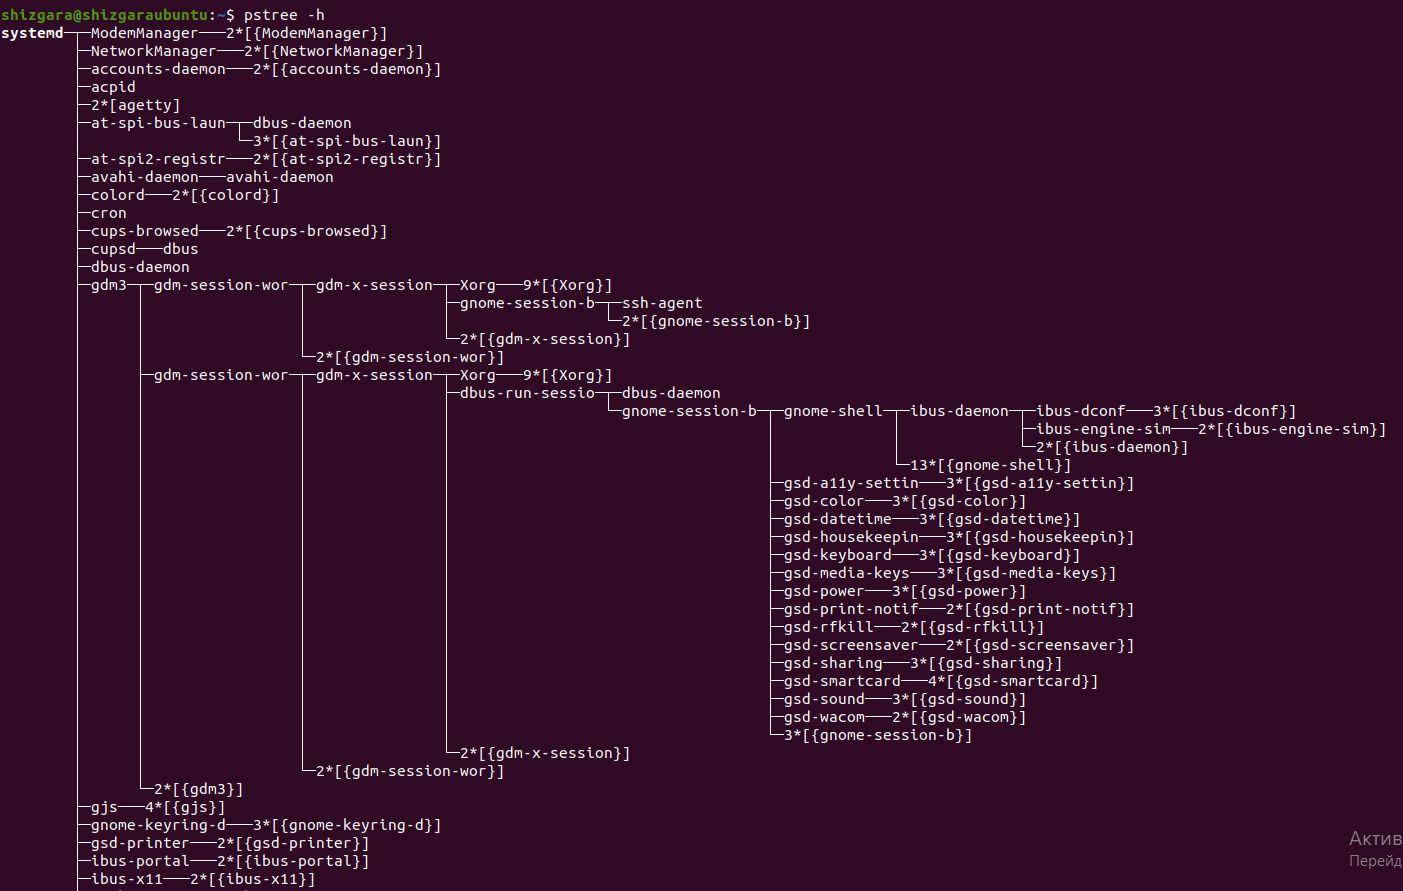 shizgara@shizgaraubuntu:~$ pstree -h
systemd─┬─ModemManager───2*[{ModemManager}]
        ├─NetworkManager───2*[{NetworkManager}]
        ├─accounts-daemon───2*[{accounts-daemon}]
        ├─acpid
        ├─2*[agetty]
        ├─at-spi-bus-laun─┬─dbus-daemon
        │                 └─3*[{at-spi-bus-laun}]
        ├─at-spi2-registr───2*[{at-spi2-registr}]
        ├─avahi-daemon───avahi-daemon
        ├─colord───2*[{colord}]
        ├─cron
        ├─cups-browsed───2*[{cups-browsed}]
        ├─cupsd───dbus
        ├─dbus-daemon
        ├─gdm3─┬─gdm-session-wor─┬─gdm-x-session─┬─Xorg───9*[{Xorg}]
        │      │                 │               ├─gnome-session-b─┬─ssh-agent
        │      │                 │               │                 └─2*[{gnome-session-b}]
        │      │                 │               └─2*[{gdm-x-session}]
        │      │                 └─2*[{gdm-session-wor}]
        │      ├─gdm-session-wor─┬─gdm-x-session─┬─Xorg───9*[{Xorg}]
        │      │                 │               ├─dbus-run-sessio─┬─dbus-daemon
        │      │                 │               │                 └─gnome-session-b─┬─gnome-shell─┬─ibus-daemon─┬─ibus-dconf───3*[{ibus-dconf}]
        │      │                 │               │                                   │             │             ├─ibus-engine-sim───2*[{ibus-engine-sim}]
        │      │                 │               │                                   │             │             └─2*[{ibus-daemon}]
        │      │                 │               │                                   │             └─13*[{gnome-shell}]
        │      │                 │               │                                   ├─gsd-a11y-settin───3*[{gsd-a11y-settin}]
        │      │                 │               │                                   ├─gsd-color───3*[{gsd-color}]
        │      │                 │               │                                   ├─gsd-datetime───3*[{gsd-datetime}]
        │      │                 │               │                                   ├─gsd-housekeepin───3*[{gsd-housekeepin}]
        │      │                 │               │                                   ├─gsd-keyboard───3*[{gsd-keyboard}]
        │      │                 │               │                                   ├─gsd-media-keys───3*[{gsd-media-keys}]
        │      │                 │               │                                   ├─gsd-power───3*[{gsd-power}]
        │      │                 │               │                                   ├─gsd-print-notif───2*[{gsd-print-notif}]
        │      │                 │               │                                   ├─gsd-rfkill───2*[{gsd-rfkill}]
        │      │                 │               │                                   ├─gsd-screensaver───2*[{gsd-screensaver}]
        │      │                 │               │                                   ├─gsd-sharing───3*[{gsd-sharing}]
        │      │                 │               │                                   ├─gsd-smartcard───4*[{gsd-smartcard}]
        │      │                 │               │                                   ├─gsd-sound───3*[{gsd-sound}]
        │      │                 │               │                                   ├─gsd-wacom───2*[{gsd-wacom}]
        │      │                 │               │                                   └─3*[{gnome-session-b}]
        │      │                 │               └─2*[{gdm-x-session}]
        │      │                 └─2*[{gdm-session-wor}]
        │      └─2*[{gdm3}]
        ├─gjs───4*[{gjs}]
        ├─gnome-keyring-d───3*[{gnome-keyring-d}]
        ├─gsd-printer───2*[{gsd-printer}]
        ├─ibus-portal───2*[{ibus-portal}]
        ├─ibus-x11───2*[{ibus-x11}]
Актив
Перейд